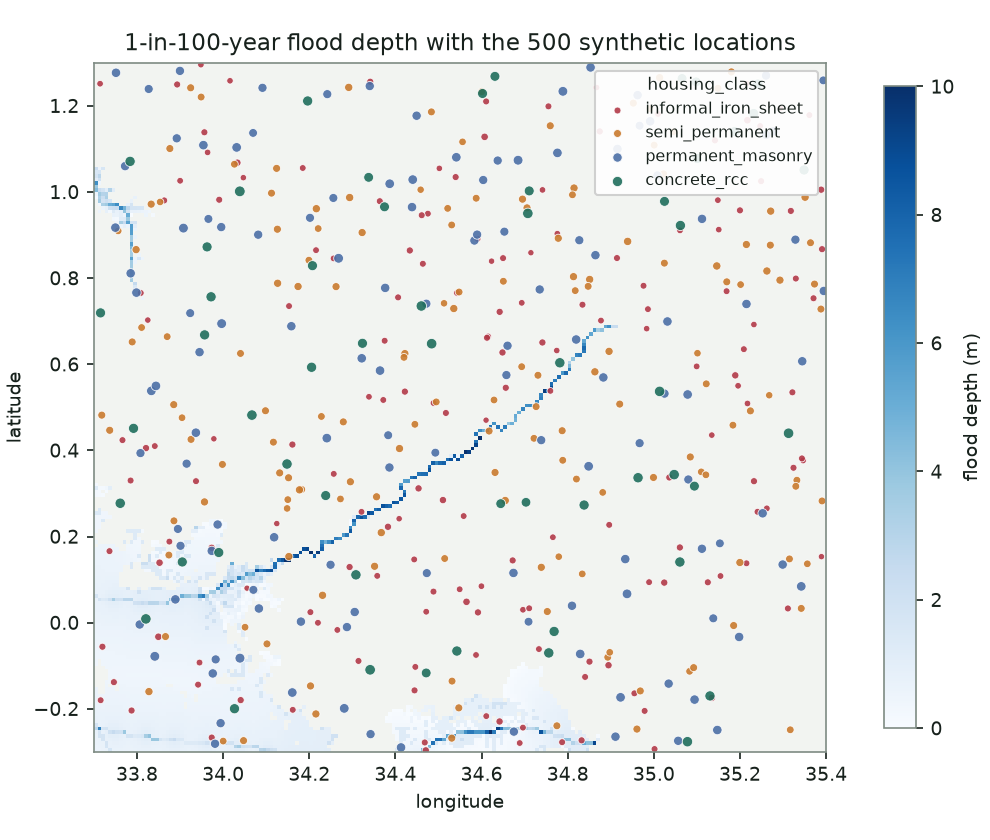 1-in-100-year flood depth with the 500 synthetic locations
housing_class
informal_iron_sheet
semi_permanent
permanent_masonry
concrete_rcc
1.2
1.0
0.8
0.6
0.4
0.2
0.0
−0.2
latitude
33.8 34.0 34.2 34.4 34.6 34.8 35.0 35.2 35.4
longitude
10
8
6
4
2
0
flood depth (m)